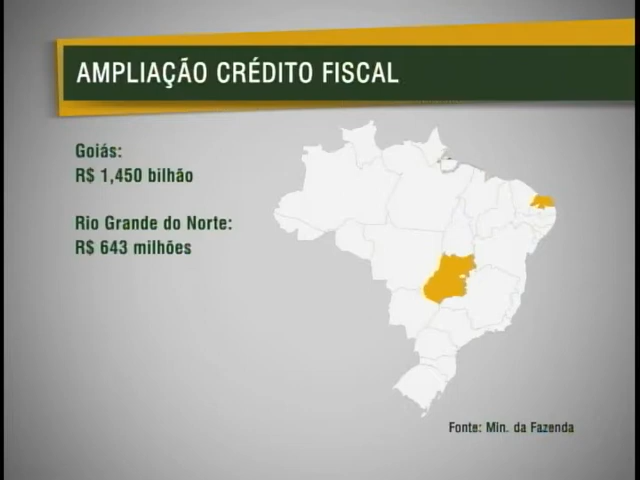 AMPLIAÇÃO CRÉDITO FISCAL
Goiás:
R$ 1,450 bilhão
Rio Grande do Norte:
R$ 643 milhões
Fonte: Min. da Fazenda